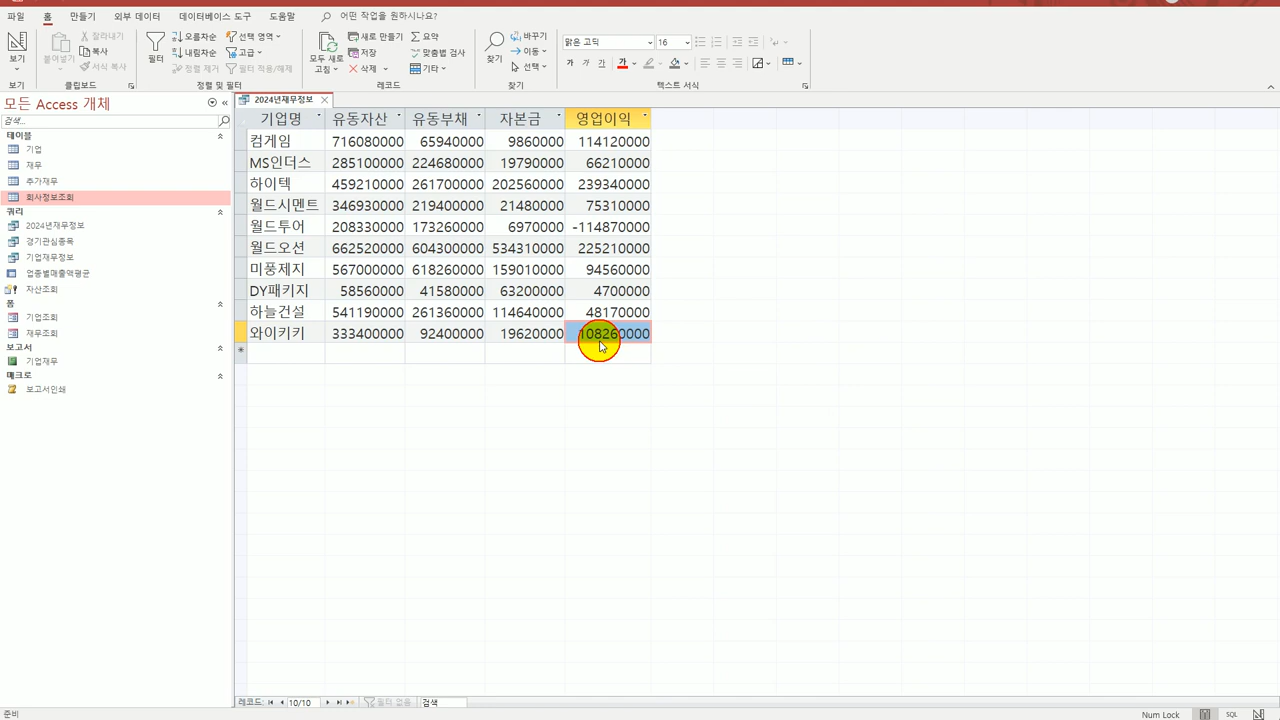 파일 홈 만들기 외부 데이터 데이터베이스 도구 도움말 어떤 작업을 원하시나요?
보기
붙여넣기
잘라내기
복사
서식 복사
필터
오름차순
내림차순
정렬 제거
선택 영역
고급
필터 적용/해제
모두 새로
고침
새로 만들기
저장
삭제
요약
맞춤법 검사
기타
찾기
바꾸기
이동
선택
맑은 고딕 16
가 가 가 가
보기 클립보드 정렬 및 필터 레코드 찾기 텍스트 서식
모든 Access 개체
검색...
테이블
기업
재무
추가재무
회사정보조회
쿼리
2024년재무정보
경기관심종목
기업재무정보
업종별매출액평균
자산조회
폼
기업조회
재무조회
보고서
기업재무
매크로
보고서인쇄
2024년재무정보
기업명 유동자산 유동부채 자본금 영업이익
컴게임 716080000 65940000 9860000 114120000
MS인더스 285100000 224680000 19790000 66210000
하이텍 459210000 261700000 202560000 239340000
월드시멘트 346930000 219400000 21480000 75310000
월드투어 208330000 173260000 6970000 -114870000
월드오션 662520000 604300000 534310000 225210000
미풍제지 567000000 618260000 159010000 94560000
DY패키지 58560000 41580000 63200000 4700000
하늘건설 541190000 261360000 114640000 48170000
와이키키 333400000 92400000 19620000 108260000
레코드: 10/10 필터 없음 검색
준비 Num Lock SQL